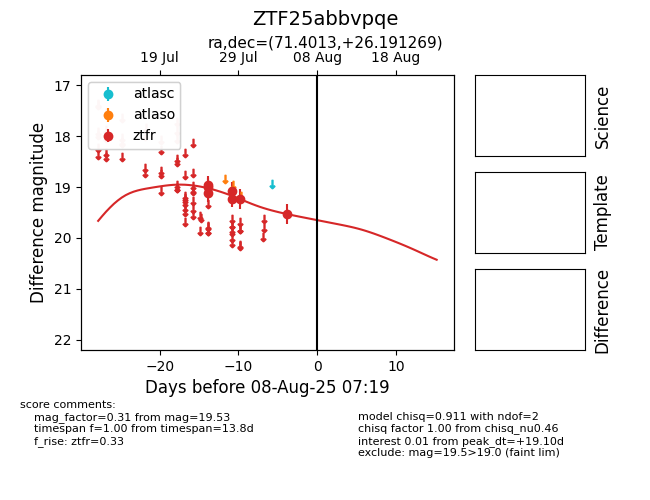 ZTF25abbvpqe
ra,dec=(71.4013,+26.191269)
19 Jul
29 Jul
08 Aug
18 Aug
17
18
19
20
21
22
Difference magnitude
atlasc
atlaso
ztfr
−20
−10
0
10
Days before 08-Aug-25 07:19
Science
Template
Difference
score comments:
mag_factor=0.31 from mag=19.53
timespan f=1.00 from timespan=13.8d
f_rise: ztfr=0.33
model chisq=0.911 with ndof=2
chisq factor 1.00 from chisq_nu0.46
interest 0.01 from peak_dt=+19.10d
exclude: mag=19.5>19.0 (faint lim)